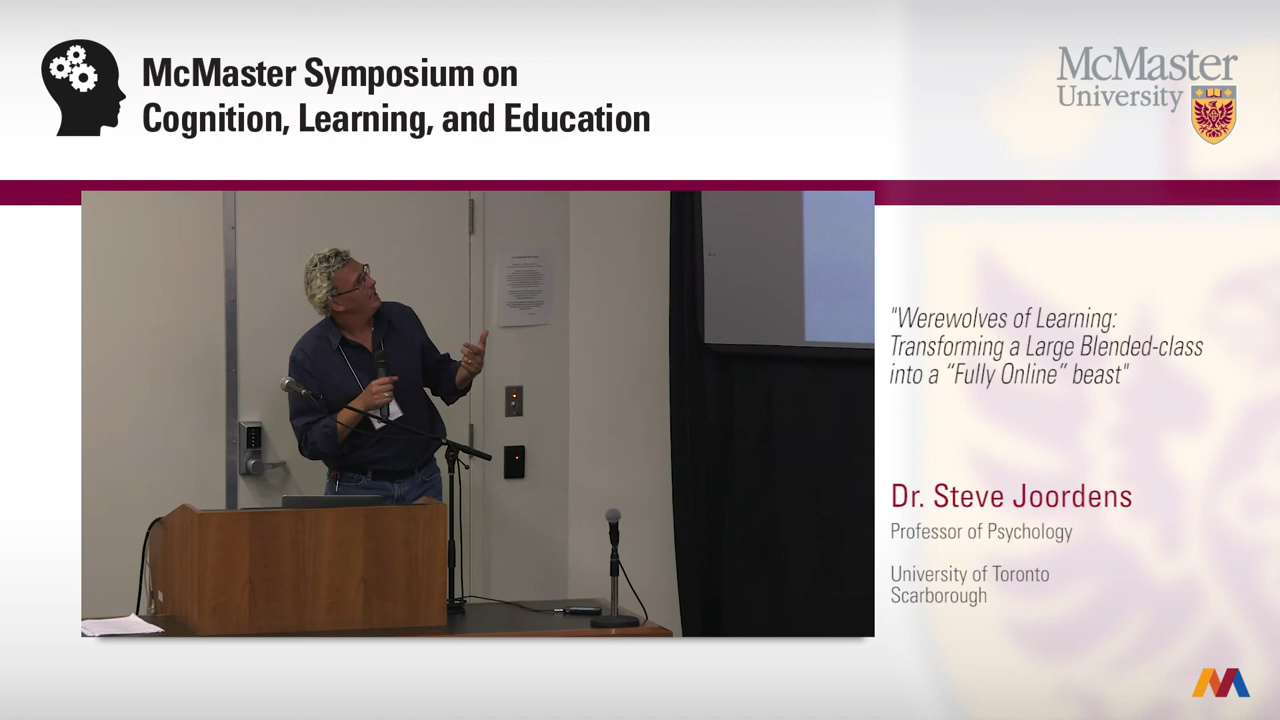 McMaster Symposium on
Cognition, Learning, and Education
McMaster
University
"Werewolves of Learning:
Transforming a Large Blended-class
into a “Fully Online” beast"
Dr. Steve Joordens
Professor of Psychology
University of Toronto
Scarborough